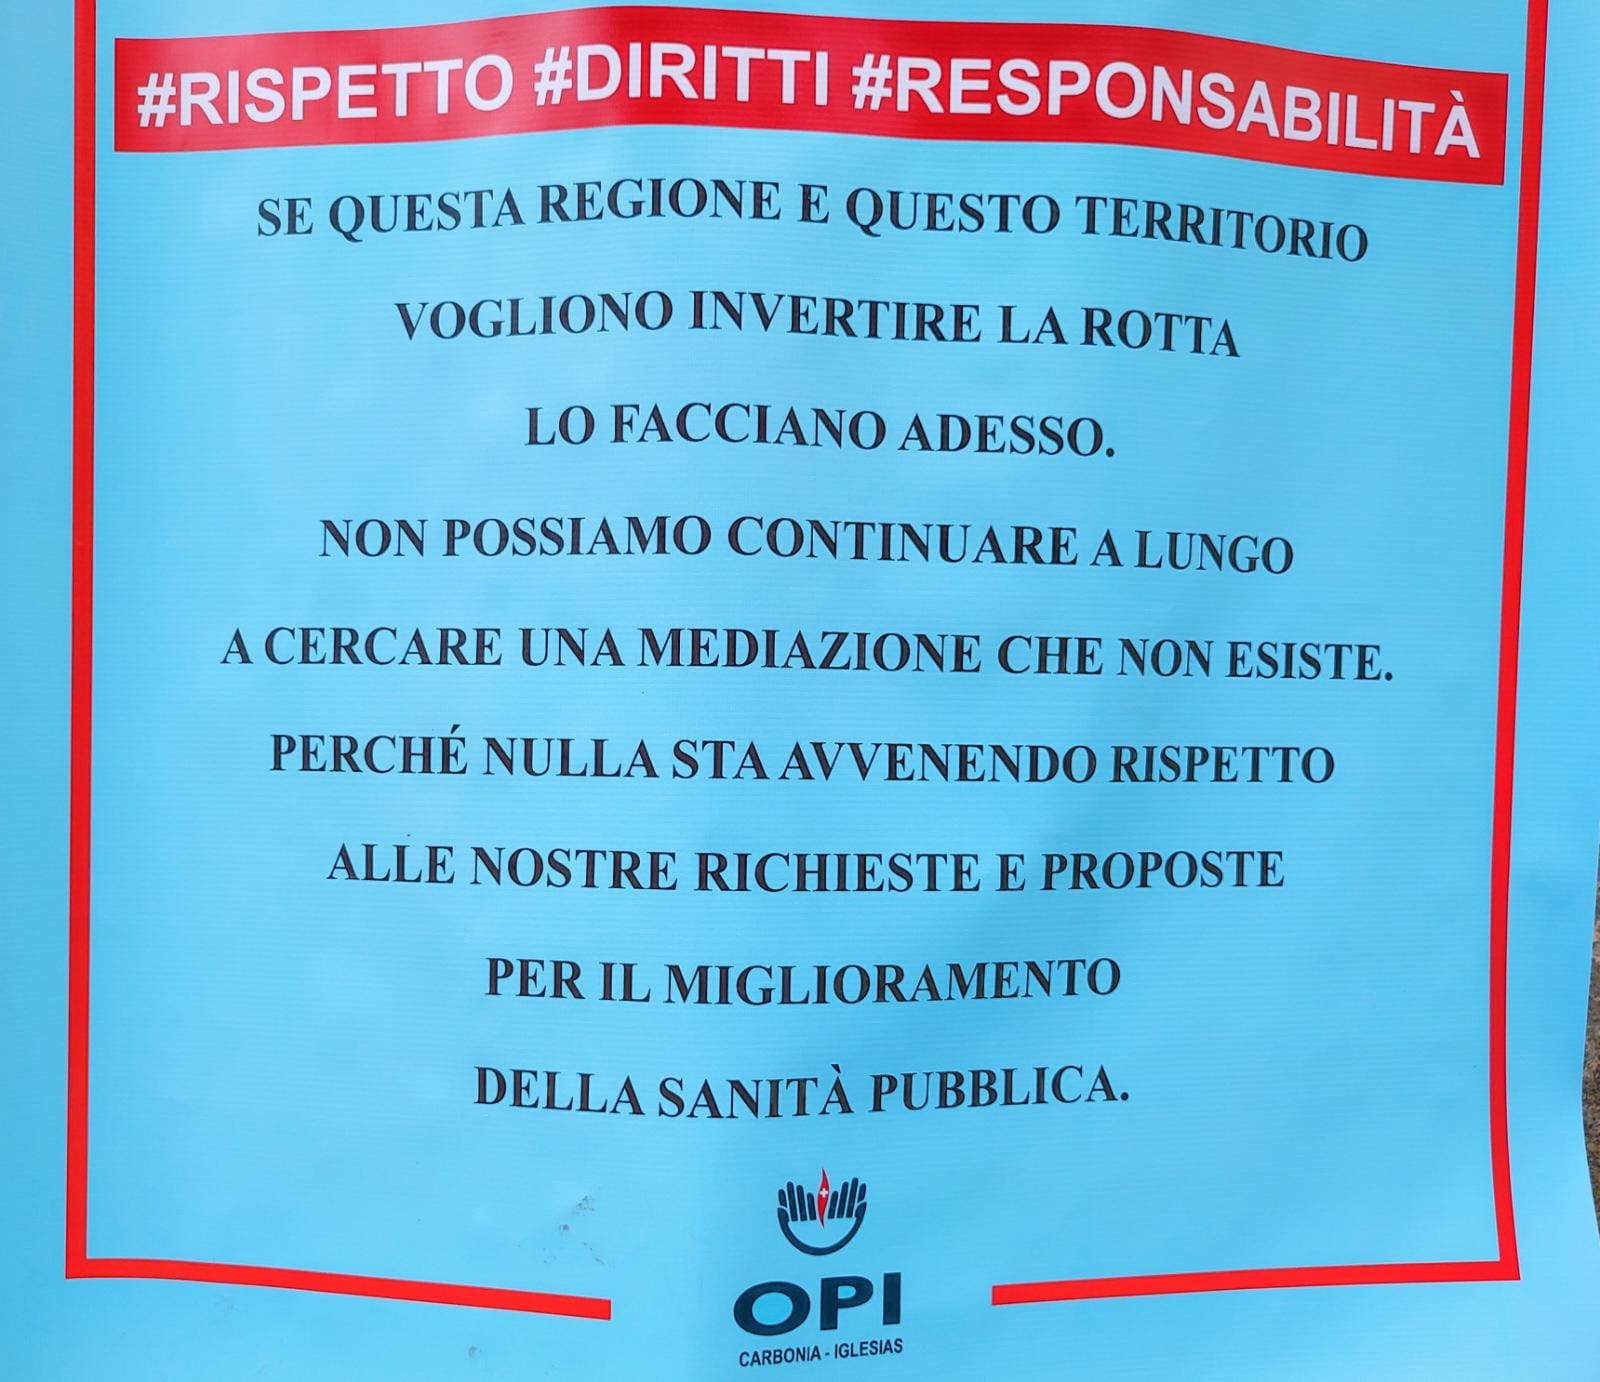 #RISPETTO #DIRITTI #RESPONSABILITÀ
SE QUESTA REGIONE E QUESTO TERRITORIO
VOGLIONO INVERTIRE LA ROTTA
LO FACCIANO ADESSO.
NON POSSIAMO CONTINUARE A LUNGO
A CERCARE UNA MEDIAZIONE CHE NON ESISTE.
PERCHÉ NULLA STA AVVENENDO RISPETTO
ALLE NOSTRE RICHIESTE E PROPOSTE
PER IL MIGLIORAMENTO
DELLA SANITÀ PUBBLICA.
OPI
CARBONIA - IGLESIAS